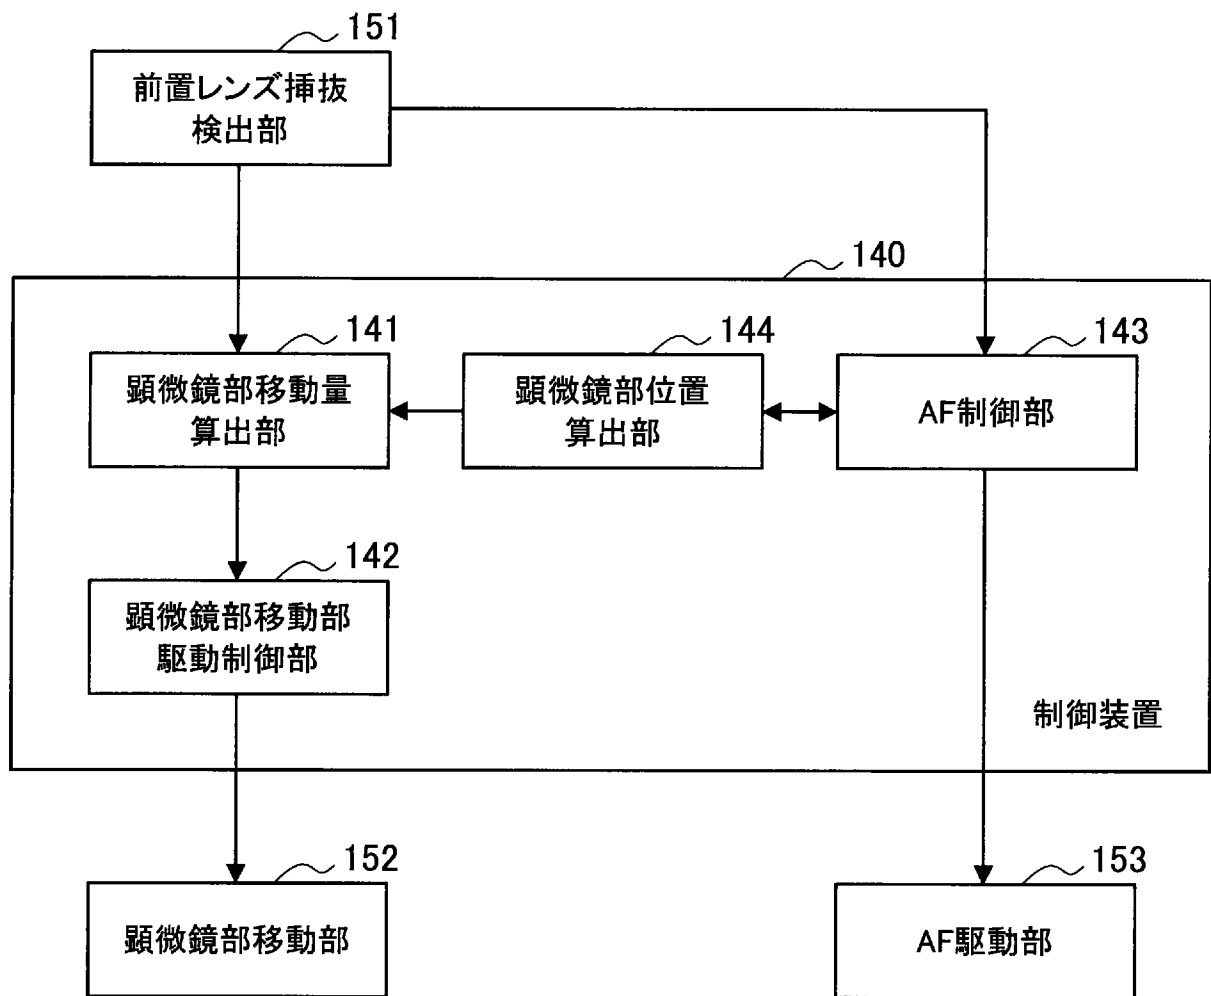 151
前置レンズ挿抜
検出部
140
141
顕微鏡部移動量
算出部
144
顕微鏡部位置
算出部
143
AF制御部
142
顕微鏡部移動部
駆動制御部
制御装置
152
顕微鏡部移動部
153
AF駆動部